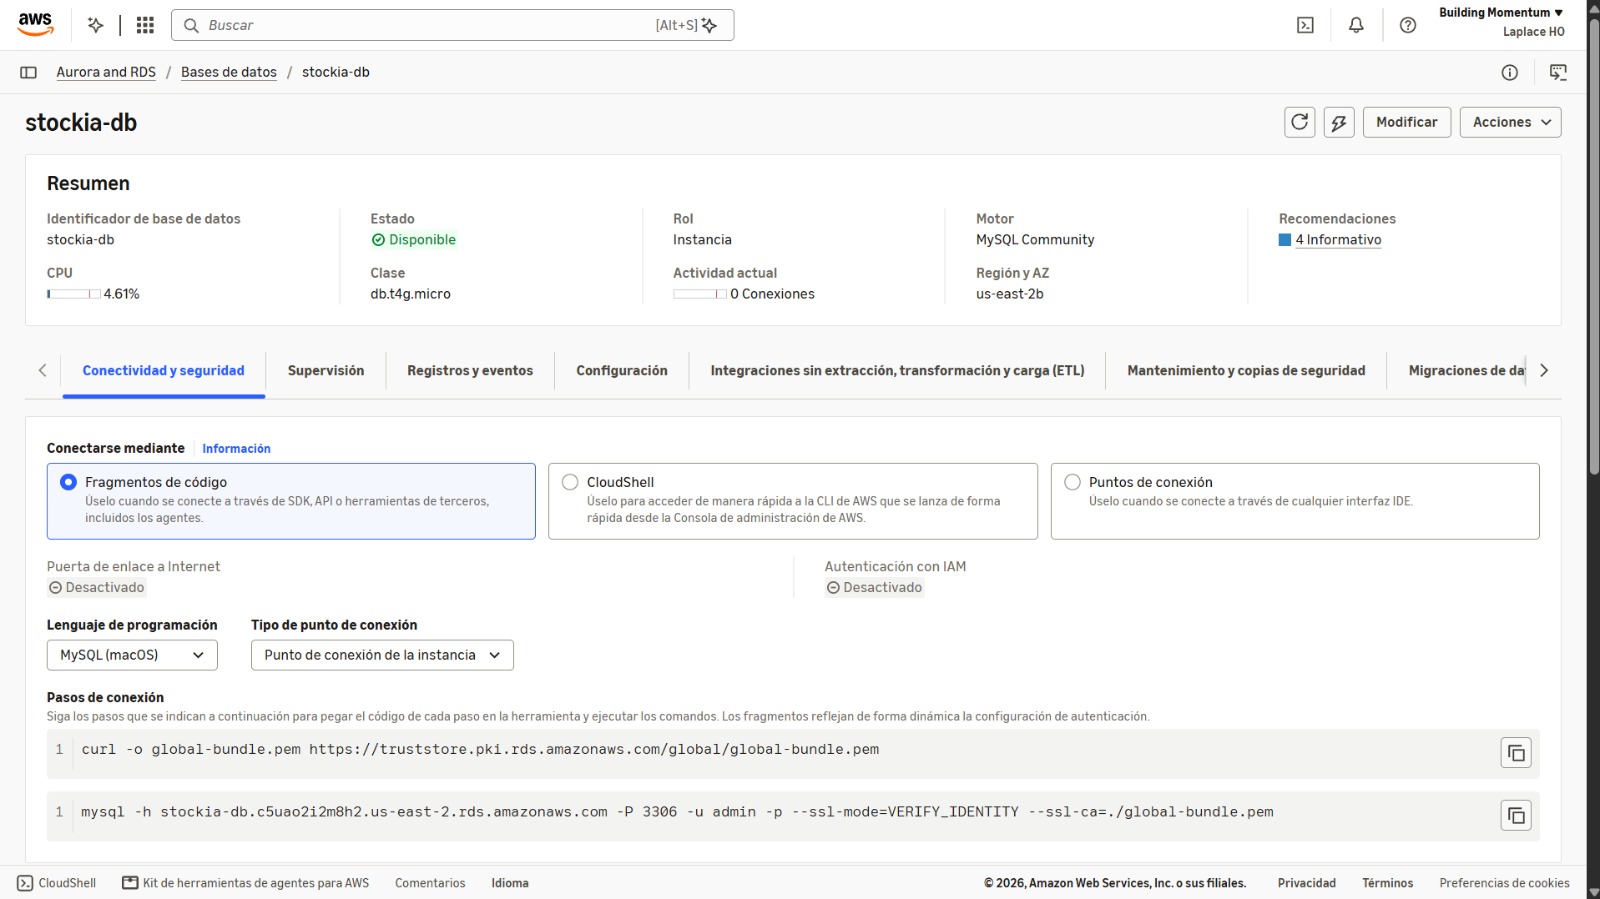 aws
Buscar
[Alt+S]
Building Momentum
Laplace HO
Aurora and RDS / Bases de datos / stockia-db
stockia-db
Modificar
Acciones
Resumen
Identificador de base de datos
stockia-db
Estado
Disponible
Rol
Instancia
Motor
MySQL Community
Recomendaciones
4 Informativo
CPU
4.61%
Clase
db.t4g.micro
Actividad actual
0 Conexiones
Región y AZ
us-east-2b
Conectividad y seguridad
Supervisión
Registros y eventos
Configuración
Integraciones sin extracción, transformación y carga (ETL)
Mantenimiento y copias de seguridad
Migraciones de da
Conectarse mediante
Información
Fragmentos de código
Úselo cuando se conecte a través de SDK, API o herramientas de terceros,
incluidos los agentes.
CloudShell
Úselo para acceder de manera rápida a la CLI de AWS que se lanza de forma
rápida desde la Consola de administración de AWS.
Puntos de conexión
Úselo cuando se conecte a través de cualquier interfaz IDE.
Puerta de enlace a Internet
Desactivado
Autenticación con IAM
Desactivado
Lenguaje de programación
MySQL (macOS)
Tipo de punto de conexión
Punto de conexión de la instancia
Pasos de conexión
Siga los pasos que se indican a continuación para pegar el código de cada paso en la herramienta y ejecutar los comandos. Los fragmentos reflejan de forma dinámica la configuración de autenticación.
1 curl -o global-bundle.pem https://truststore.pki.rds.amazonaws.com/global/global-bundle.pem
1 mysql -h stockia-db.c5uao2i2m8h2.us-east-2.rds.amazonaws.com -P 3306 -u admin -p --ssl-mode=VERIFY_IDENTITY --ssl-ca=./global-bundle.pem
CloudShell
Kit de herramientas de agentes para AWS
Comentarios
Idioma
© 2026, Amazon Web Services, Inc. o sus filiales.
Privacidad
Términos
Preferencias de cookies